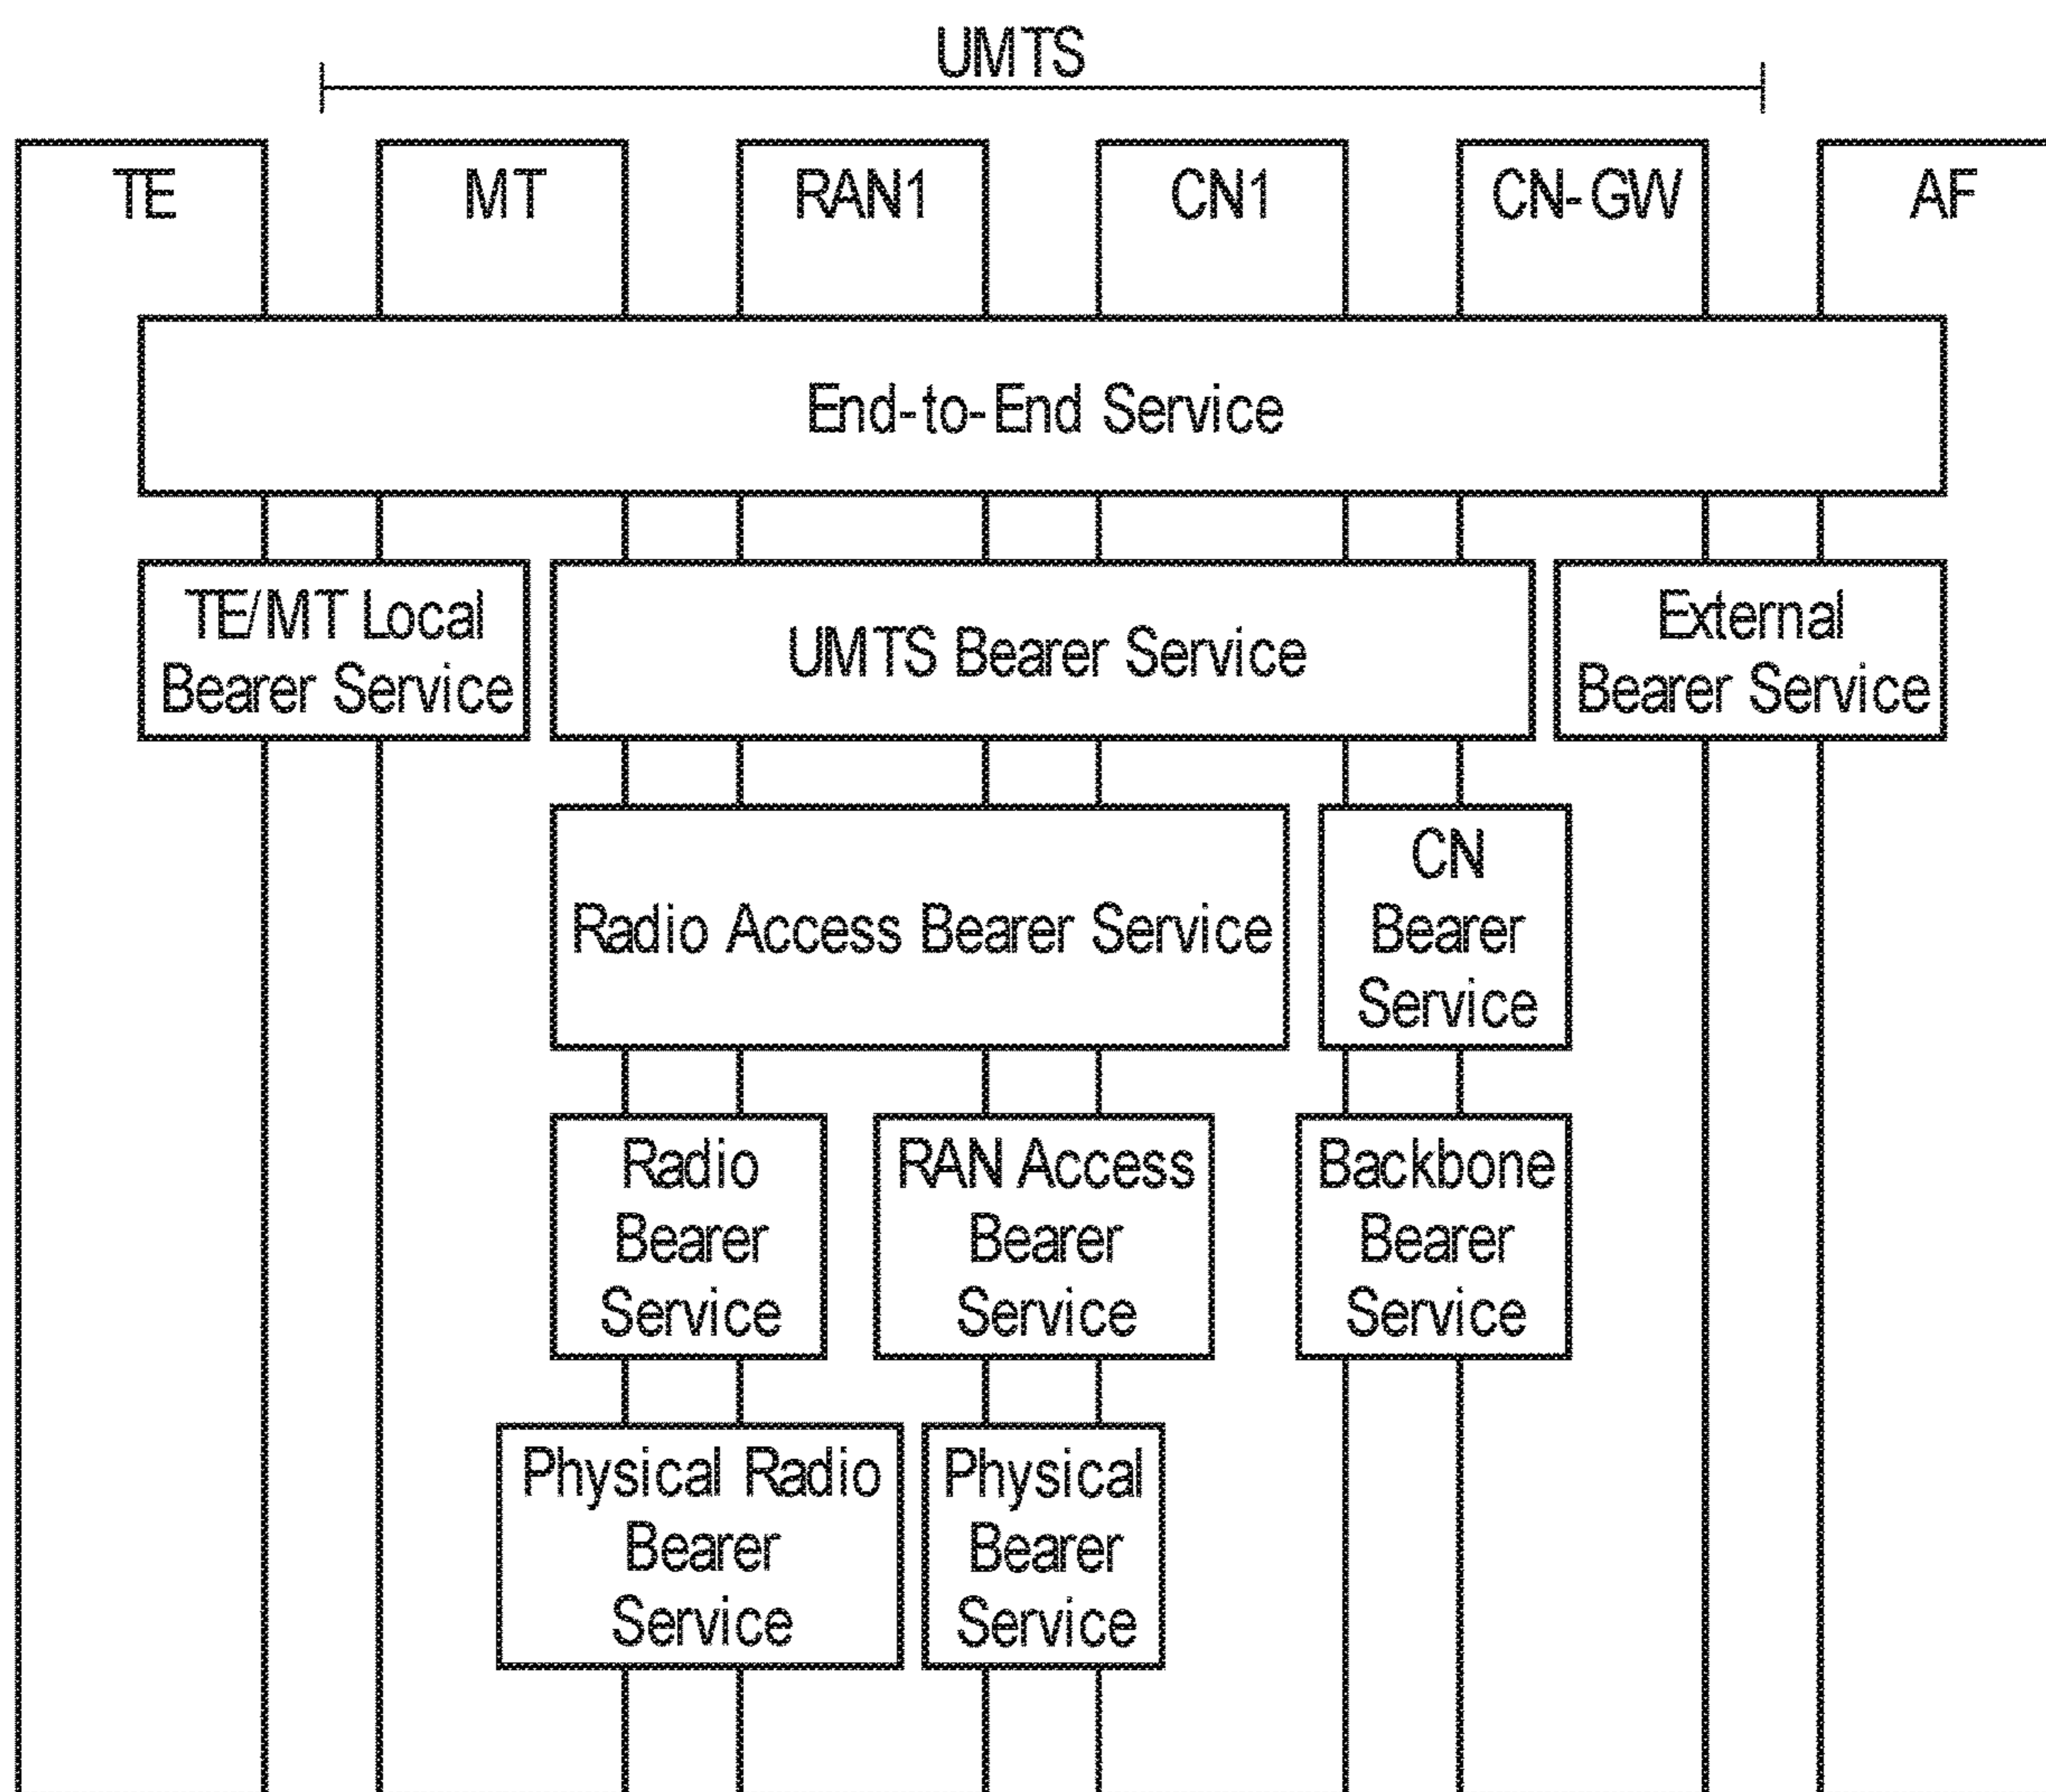 UMTS
TE
MT
RAN1
CN1
CN-GW
AF
End-to-End Service
TE/MT Local
Bearer Service
UMTS Bearer Service
External
Bearer Service
Radio Access Bearer Service
CN
Bearer
Service
Radio
Bearer
Service
RAN Access
Bearer
Service
Backbone
Bearer
Service
Physical Radio
Bearer
Service
Physical
Bearer
Service